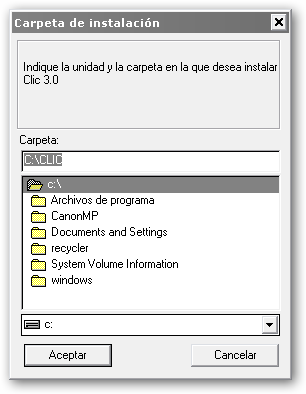 Carpeta de instalación
Indique la unidad y la carpeta en la que desea instalar
Clic 3.0
Carpeta:
C:\CLIC
c:\
Archivos de programa
CanonMP
Documents and Settings
recycler
System Volume Information
windows
c:
Aceptar
Cancelar